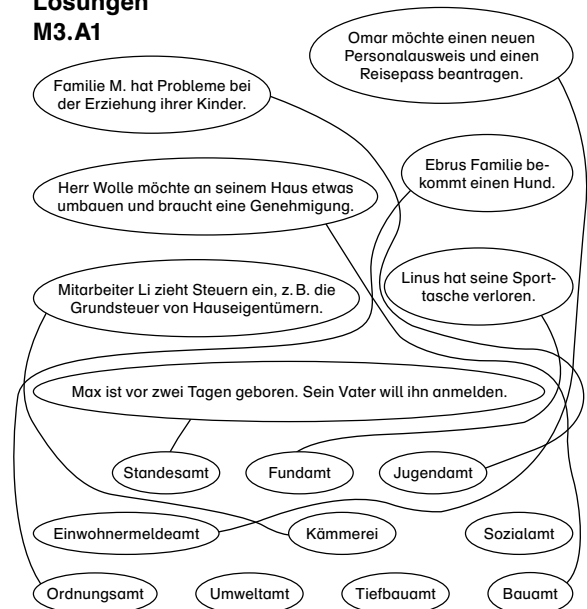 Lösungen
M3.A1
Omar möchte einen neuen
Personalausweis und einen
Reisepass beantragen.
Familie M. hat Probleme bei
der Erziehung ihrer Kinder.
Ebrus Familie be-
kommt einen Hund.
Herr Wolle möchte an seinem Haus etwas
umbauen und braucht eine Genehmigung.
Linus hat seine Sport-
tasche verloren.
Mitarbeiter Li zieht Steuern ein, z. B. die
Grundsteuer von Hauseigentümern.
Max ist vor zwei Tagen geboren. Sein Vater will ihn anmelden.
Standesamt
Fundamt
Jugendamt
Einwohnermeldeamt
Kämmerei
Sozialamt
Ordnungsamt
Umweltamt
Tiefbauamt
Bauamt